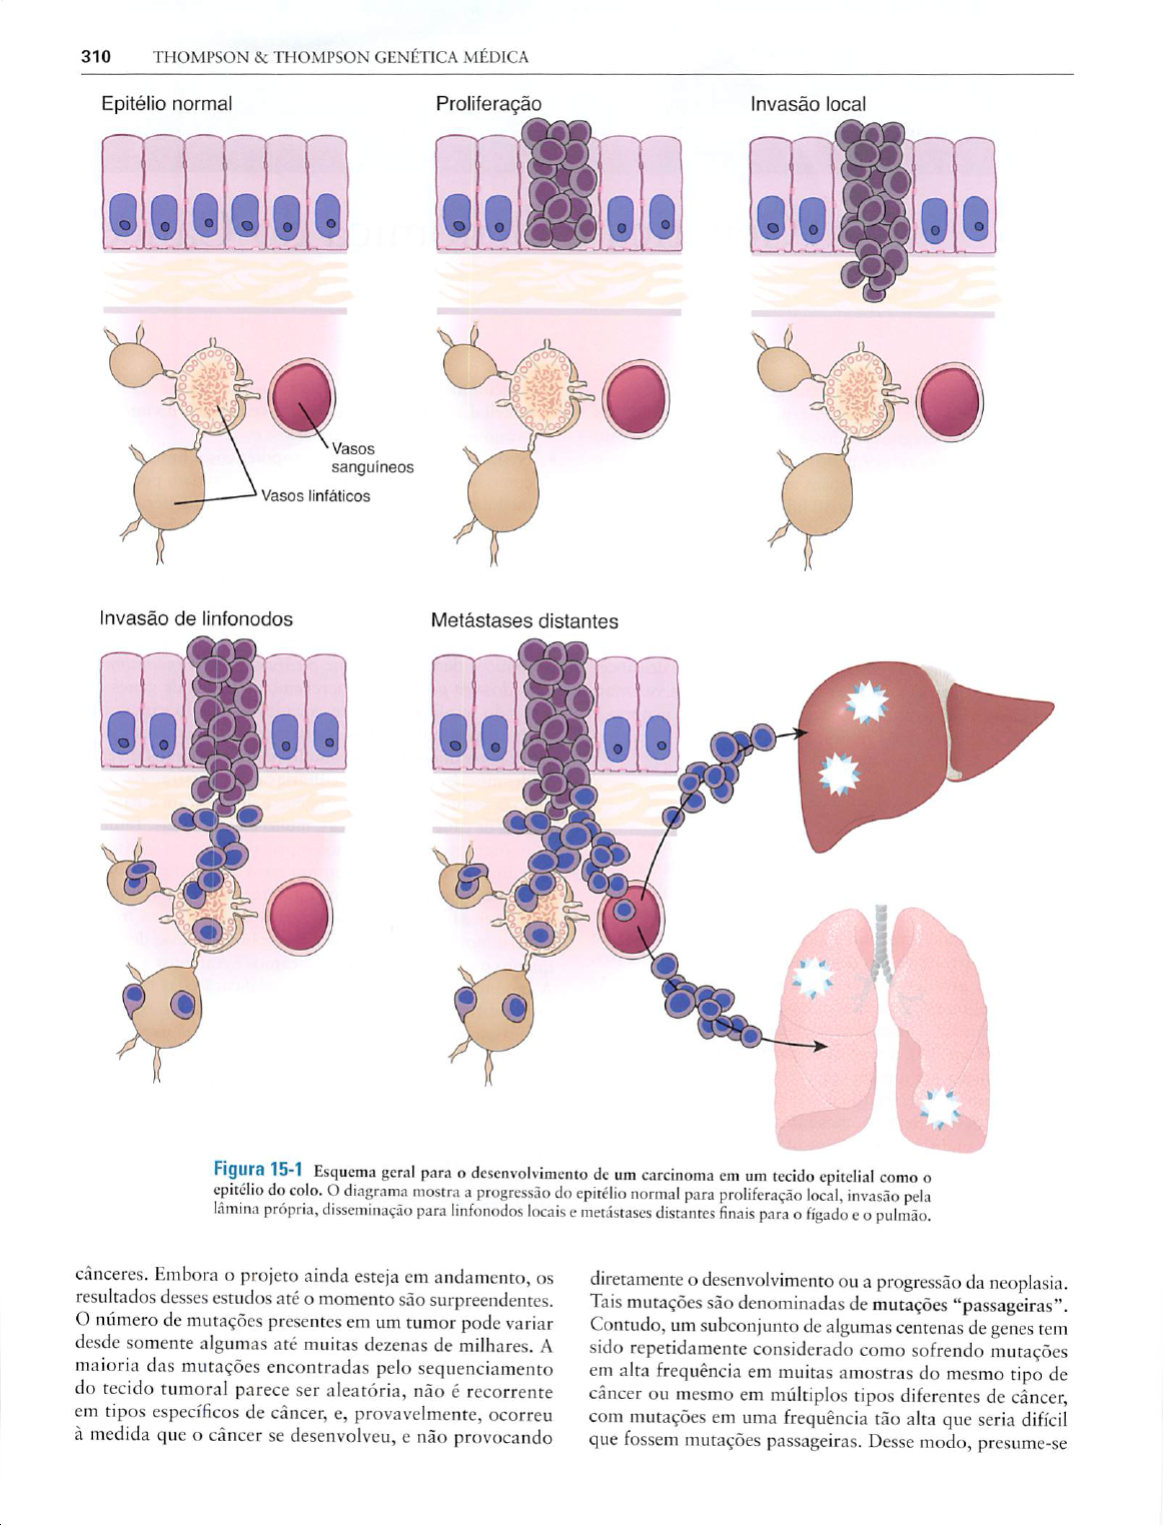 310 THOMPSON & THOMPSON GENÉTICA MÉDICA
Epitélio normal
Proliferação
Invasão local
Vasos
sanguíneos
Vasos linfáticos
Invasão de linfonodos
Metástases distantes
Figura 15-1 Esquema geral para o desenvolvimento de um carcinoma em um tecido epitelial como o
epitélio do colo. O diagrama mostra a progressão do epitélio normal para proliferação local, invasão pela
lâmina própria, disseminação para linfonodos locais e metástases distantes finais para o fígado e o pulmão.
cânceres. Embora o projeto ainda esteja em andamento, os
resultados desses estudos até o momento são surpreendentes.
O número de mutações presentes em um tumor pode variar
desde somente algumas até muitas dezenas de milhares. A
maioria das mutações encontradas pelo sequenciamento
do tecido tumoral parece ser aleatória, não é recorrente
em tipos específicos de câncer, e, provavelmente, ocorreu
à medida que o câncer se desenvolveu, e não provocando
diretamente o desenvolvimento ou a progressão da neoplasia.
Tais mutações são denominadas de mutações “passageiras”.
Contudo, um subconjunto de algumas centenas de genes tem
sido repetidamente considerado como sofrendo mutações
em alta frequência em muitas amostras do mesmo tipo de
câncer ou mesmo em múltiplos tipos diferentes de câncer,
com mutações em uma frequência tão alta que seria difícil
que fossem mutações passageiras. Desse modo, presume-se